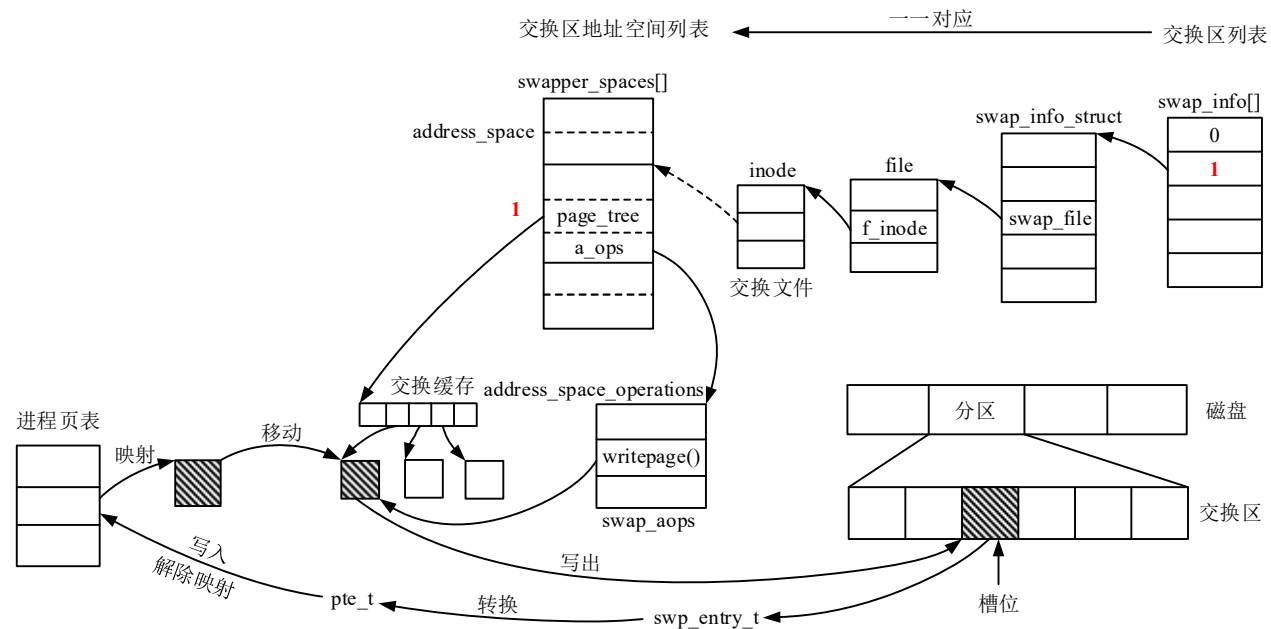 交换区地址空间列表
一一对应
交换区列表
swapper_spaces[]
swap_info[]
swap_info_struct
address_space
0
inode
file
1
1
page_tree
swap_file
f_inode
a_ops
交换文件
交换缓存
address_space_operations
分区
磁盘
进程页表
移动
映射
writepage()
swap_aops
交换区
写入
解除映射
写出
pte_t
转换
swp_entry_t
槽位